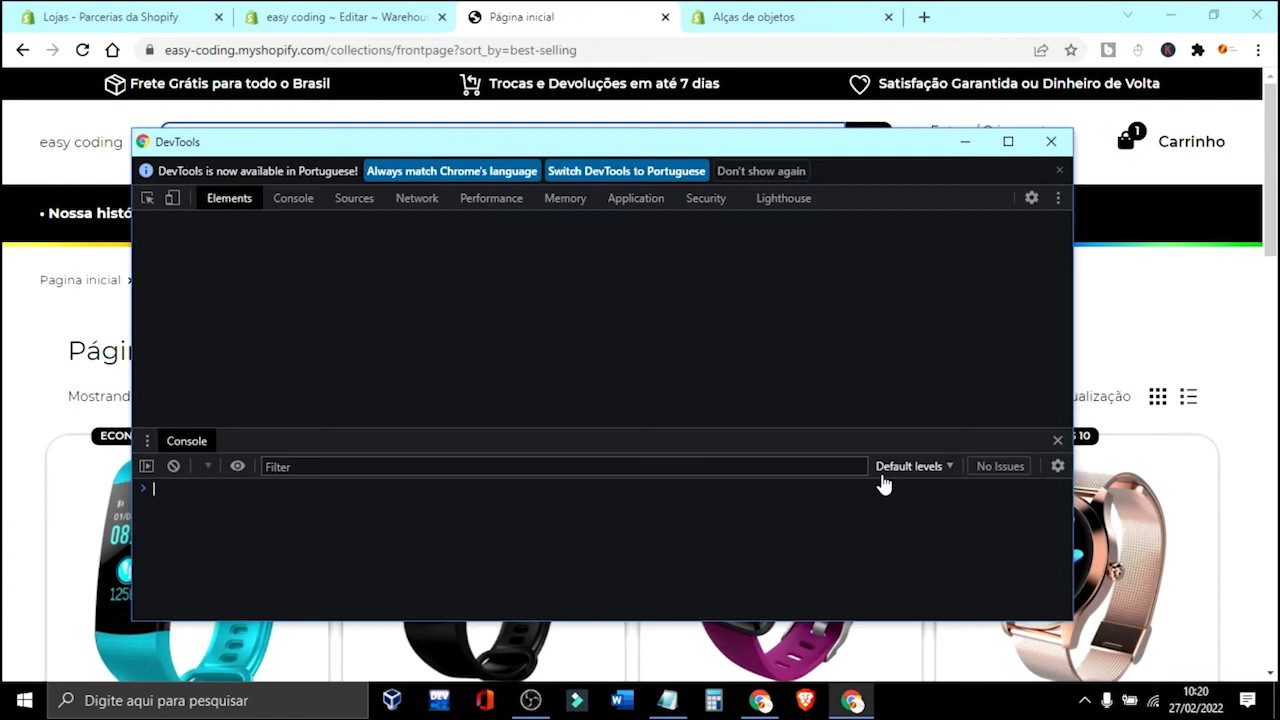 Lojas - Parcerias da Shopify
easy coding ~ Editar ~ Warehous
Página inicial
Alças de objetos
easy-coding.myshopify.com/collections/frontpage?sort_by=best-selling
Frete Grátis para todo o Brasil
Trocas e Devoluções em até 7 dias
Satisfação Garantida ou Dinheiro de Volta
easy coding
1
Carrinho
DevTools
DevTools is now available in Portuguese!
Always match Chrome's language
Switch DevTools to Portuguese
Don't show again
Elements
Console
Sources
Network
Performance
Memory
Application
Security
Lighthouse
• Nossa histó
Pagina inicial
Págin
Mostrand
ualização
ECON
10
Console
Filter
Default levels
No Issues
Digite aqui para pesquisar
10:20
27/02/2022